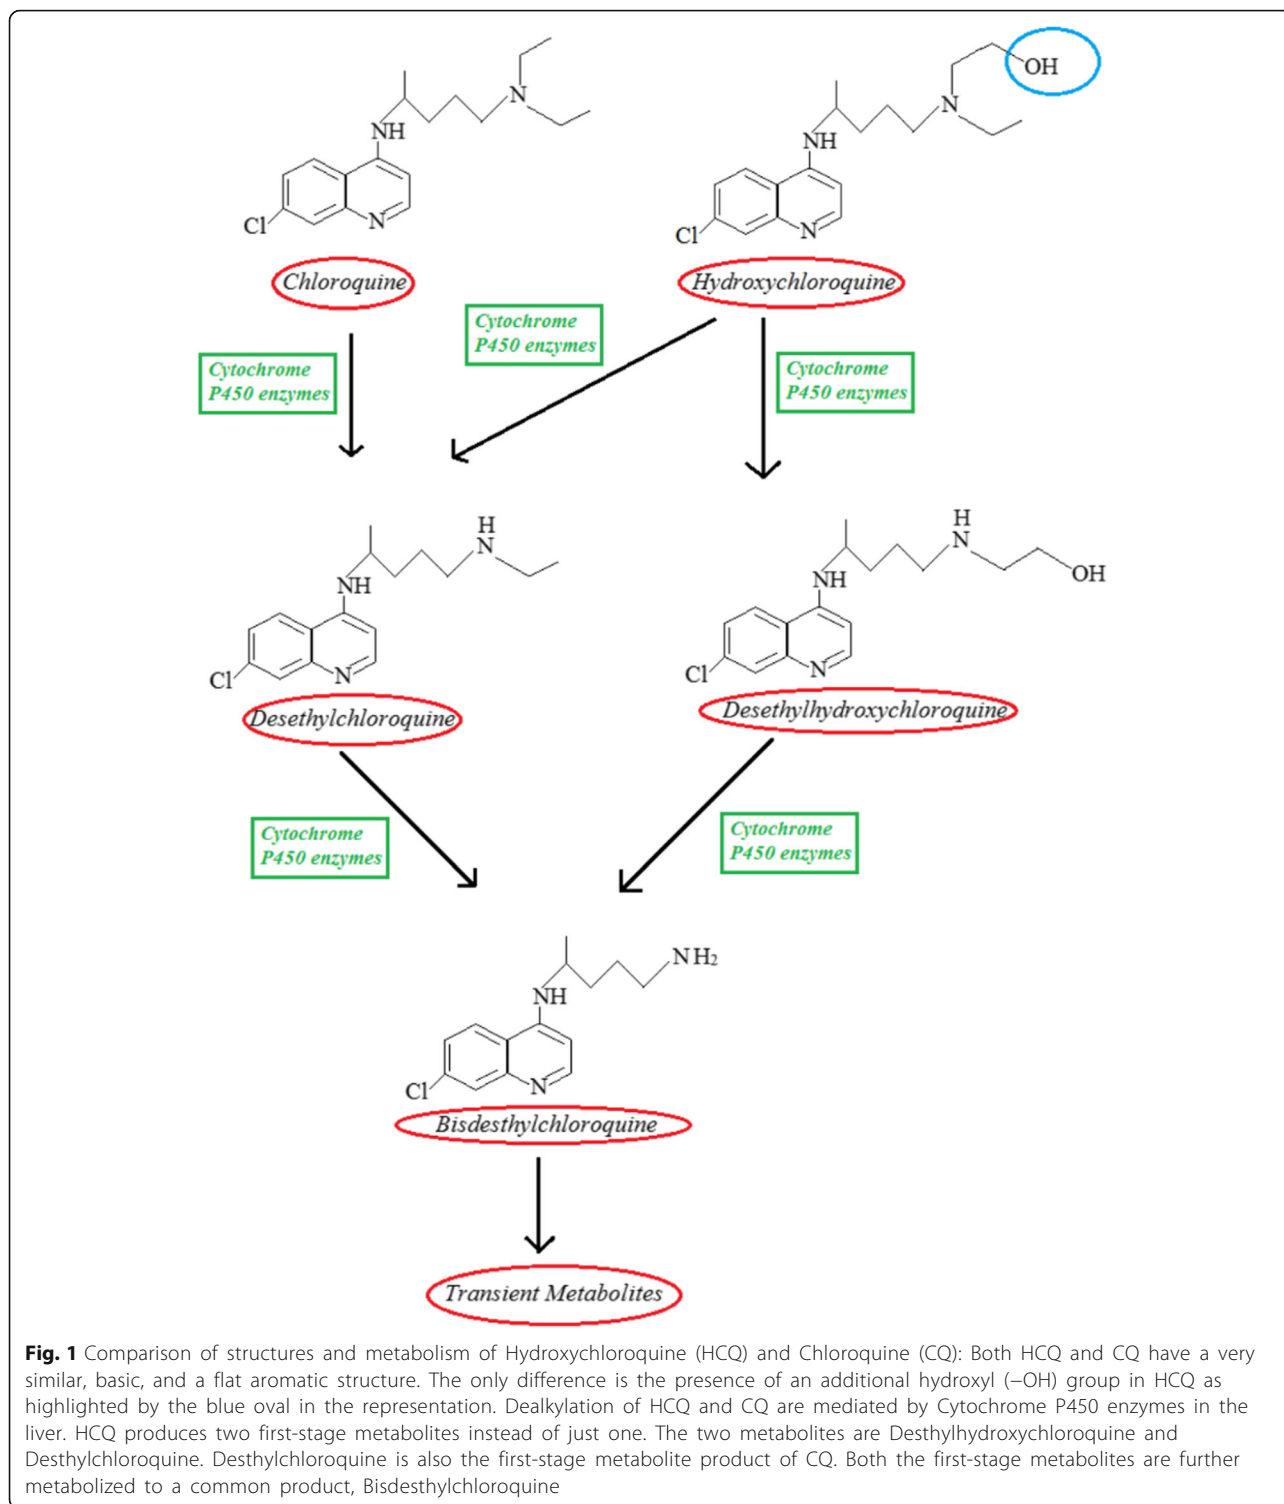 OH
N
N
NH
NH
Cl
N
Cl
N
Chloroquine
Hydroxychloroquine
Cytochrome
P450 enzymes
Cytochrome
P450 enzymes
Cytochrome
P450 enzymes
H
N
H
N
OH
NH
NH
Cl
N
Cl
N
Desethylchloroquine
Desethylhydroxychloroquine
Cytochrome
P450 enzymes
Cytochrome
P450 enzymes
NH2
NH
Cl
N
Bisdesthylchloroquine
Transient Metabolites
Fig. 1 Comparison of structures and metabolism of Hydroxychloroquine (HCQ) and Chloroquine (CQ): Both HCQ and CQ have a very
similar, basic, and a flat aromatic structure. The only difference is the presence of an additional hydroxyl (−OH) group in HCQ as
highlighted by the blue oval in the representation. Dealkylation of HCQ and CQ are mediated by Cytochrome P450 enzymes in the
liver. HCQ produces two first-stage metabolites instead of just one. The two metabolites are Desthylhydroxychloroquine and
Desthylchloroquine. Desthylchloroquine is also the first-stage metabolite product of CQ. Both the first-stage metabolites are further
metabolized to a common product, Bisdesthylchloroquine